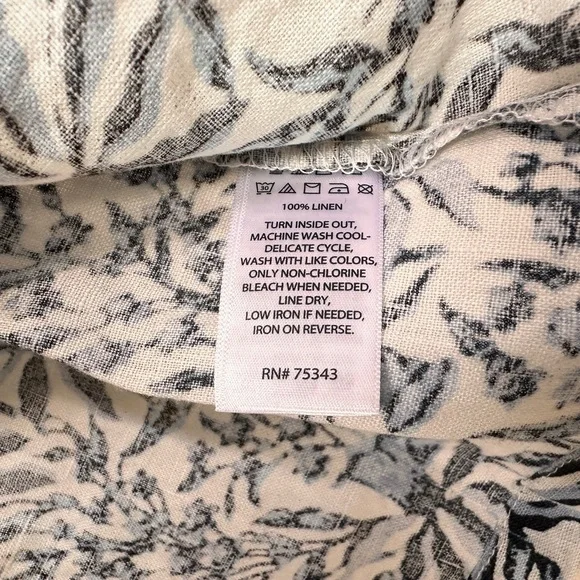 100% LINEN
TURN INSIDE OUT,
MACHINE WASH COOL-
DELICATE CYCLE,
WASH WITH LIKE COLORS,
ONLY NON-CHLORINE
BLEACH WHEN NEEDED,
LINE DRY,
LOW IRON IF NEEDED,
IRON ON REVERSE.
RN# 75343